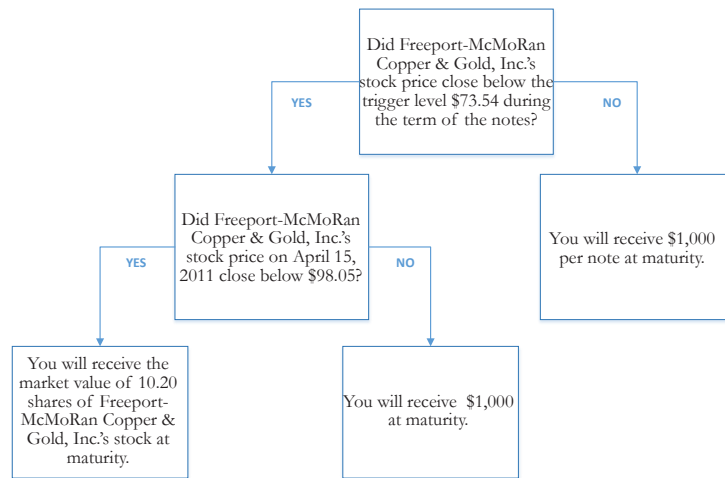 Did Freeport-McMoRan
Copper & Gold, Inc.'s
stock price close below the
trigger level $73.54 during
the term of the notes?
YES
NO
Did Freeport-McMoRan
Copper & Gold, Inc.'s
stock price on April 15,
2011 close below $98.05?
You will receive $1,000
per note at maturity.
YES
NO
You will receive the
market value of 10.20
shares of Freeport-
McMoRan Copper &
Gold, Inc.'s stock at
maturity.
You will receive $1,000
at maturity.